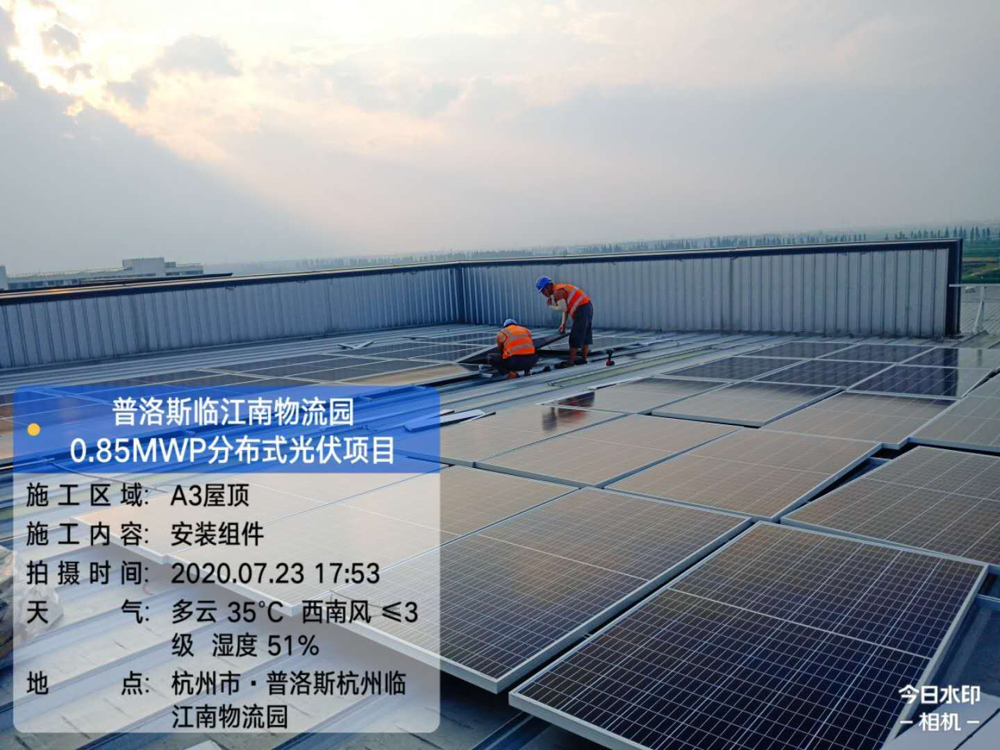 普洛斯临江南物流园
0.85MWP分布式光伏项目
施工区域: A3屋顶
施工内容: 安装组件
拍摄时间: 2020.07.23 17:53
天气: 多云 35℃ 西南风 ≤3
级 湿度 51%
地点: 杭州市·普洛斯杭州临
江南物流园
今日水印
相机